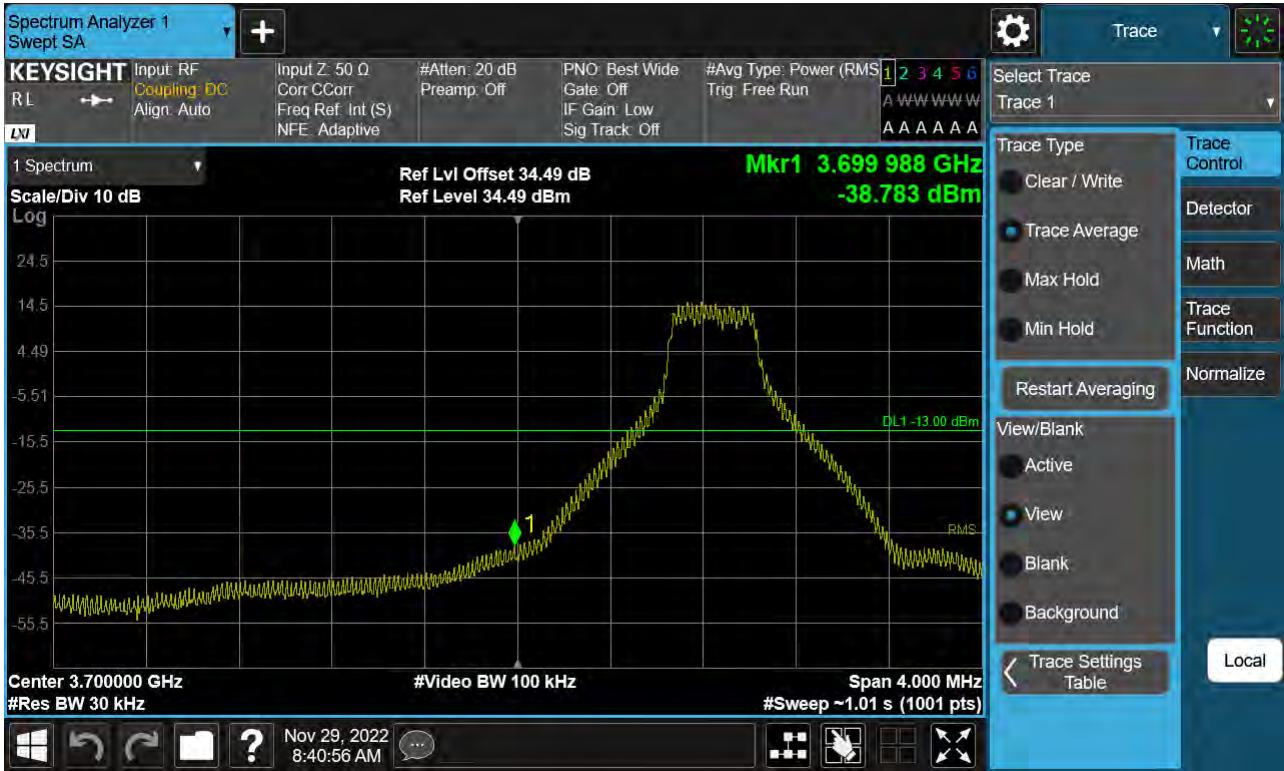 Spectrum Analyzer 1
Swept SA
+
Trace
KEYSIGHT
RL
LXI
Input: RF
Coupling: DC
Align: Auto
Input Z: 50 Ω
Corr CCorr
Freq Ref: Int (S)
NFE: Adaptive
#Atten: 20 dB
Preamp: Off
PNO: Best Wide
Gate: Off
IF Gain: Low
Sig Track: Off
#Avg Type: Power (RMS
Trig: Free Run
1 2 3 4 5 6
A W W W W W
A A A A A A
Select Trace
Trace 1
1 Spectrum
Scale/Div 10 dB
Log
Ref Lvl Offset 34.49 dB
Ref Level 34.49 dBm
Mkr1 3.699 988 GHz
-38.783 dBm
24.5
14.5
4.49
-5.51
-15.5
-25.5
-35.5
-45.5
-55.5
DL1 -13.00 dBm
1
RMS
Center 3.700000 GHz
#Res BW 30 kHz
#Video BW 100 kHz
Span 4.000 MHz
#Sweep ~1.01 s (1001 pts)
Trace Type
Clear / Write
Trace Average
Max Hold
Min Hold
Restart Averaging
View/Blank
Active
View
Blank
Background
Trace Settings
Table
Trace
Control
Detector
Math
Trace
Function
Normalize
Local
?
Nov 29, 2022
8:40:56 AM